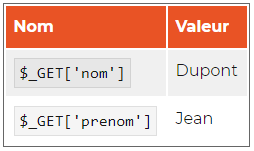 Nom Valeur
$_GET['nom'] Dupont
$_GET['prenom'] Jean